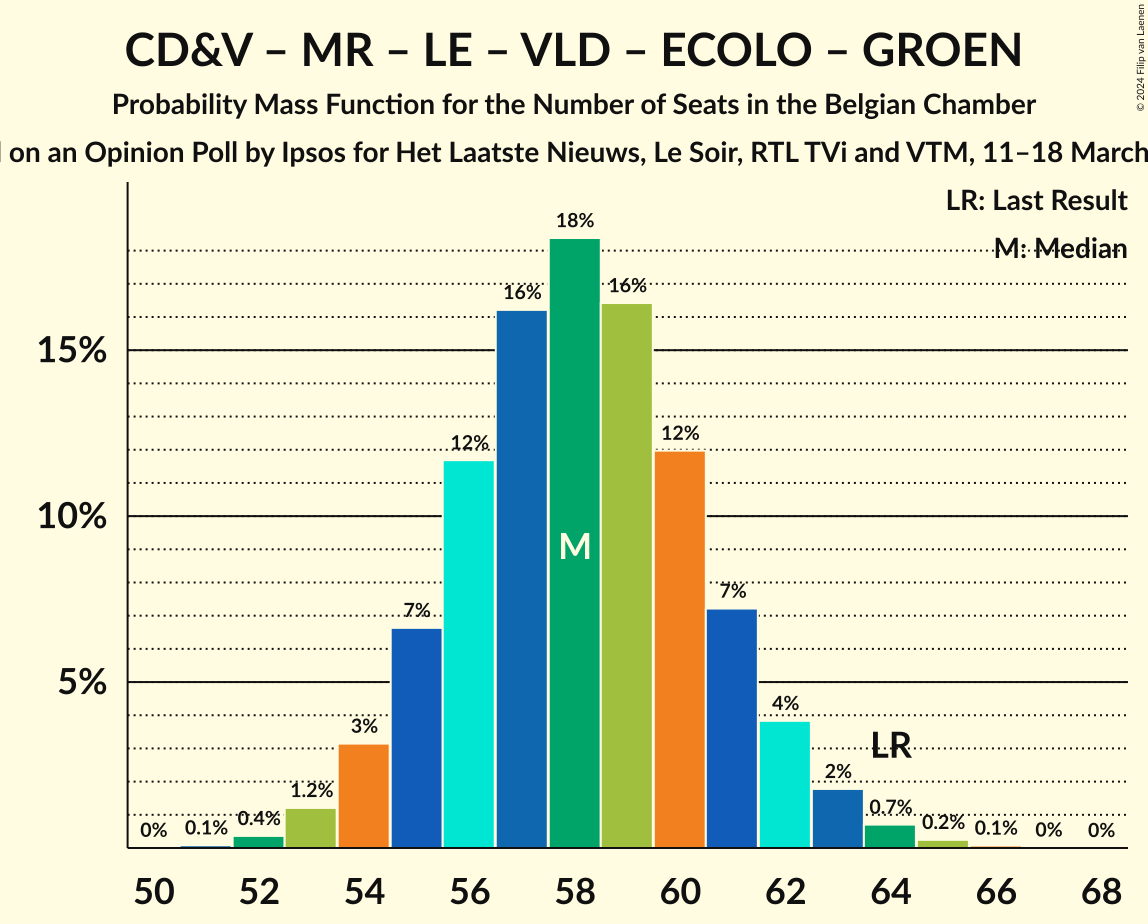 CD&V – MR – LE – VLD – ECOLO – GROEN
Probability Mass Function for the Number of Seats in the Belgian Chamber
on an Opinion Poll by Ipsos for Het Laatste Nieuws, Le Soir, RTL TVi and VTM, 11–18 March
© 2024 Filip van Laenen
LR: Last Result
M: Median
15%
10%
5%
0%
0.1%
0.4%
1.2%
3%
7%
12%
16%
18%
16%
12%
7%
4%
2%
0.7%
0.2%
0.1%
0%
0%
M
LR
50 52 54 56 58 60 62 64 66 68